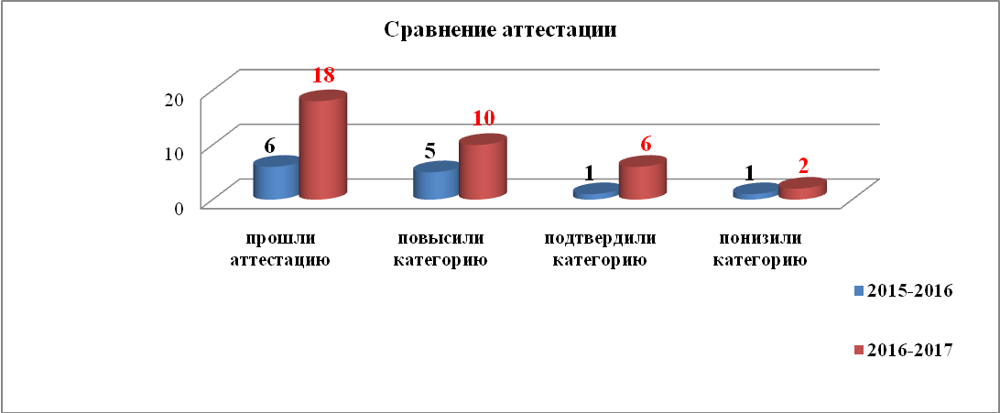 Сравнение аттестации
20
10
0
6
18
5
10
1
6
1
2
прошли
аттестацию
повысили
категорию
подтвердили
категорию
понизили
категорию
2015-2016
2016-2017